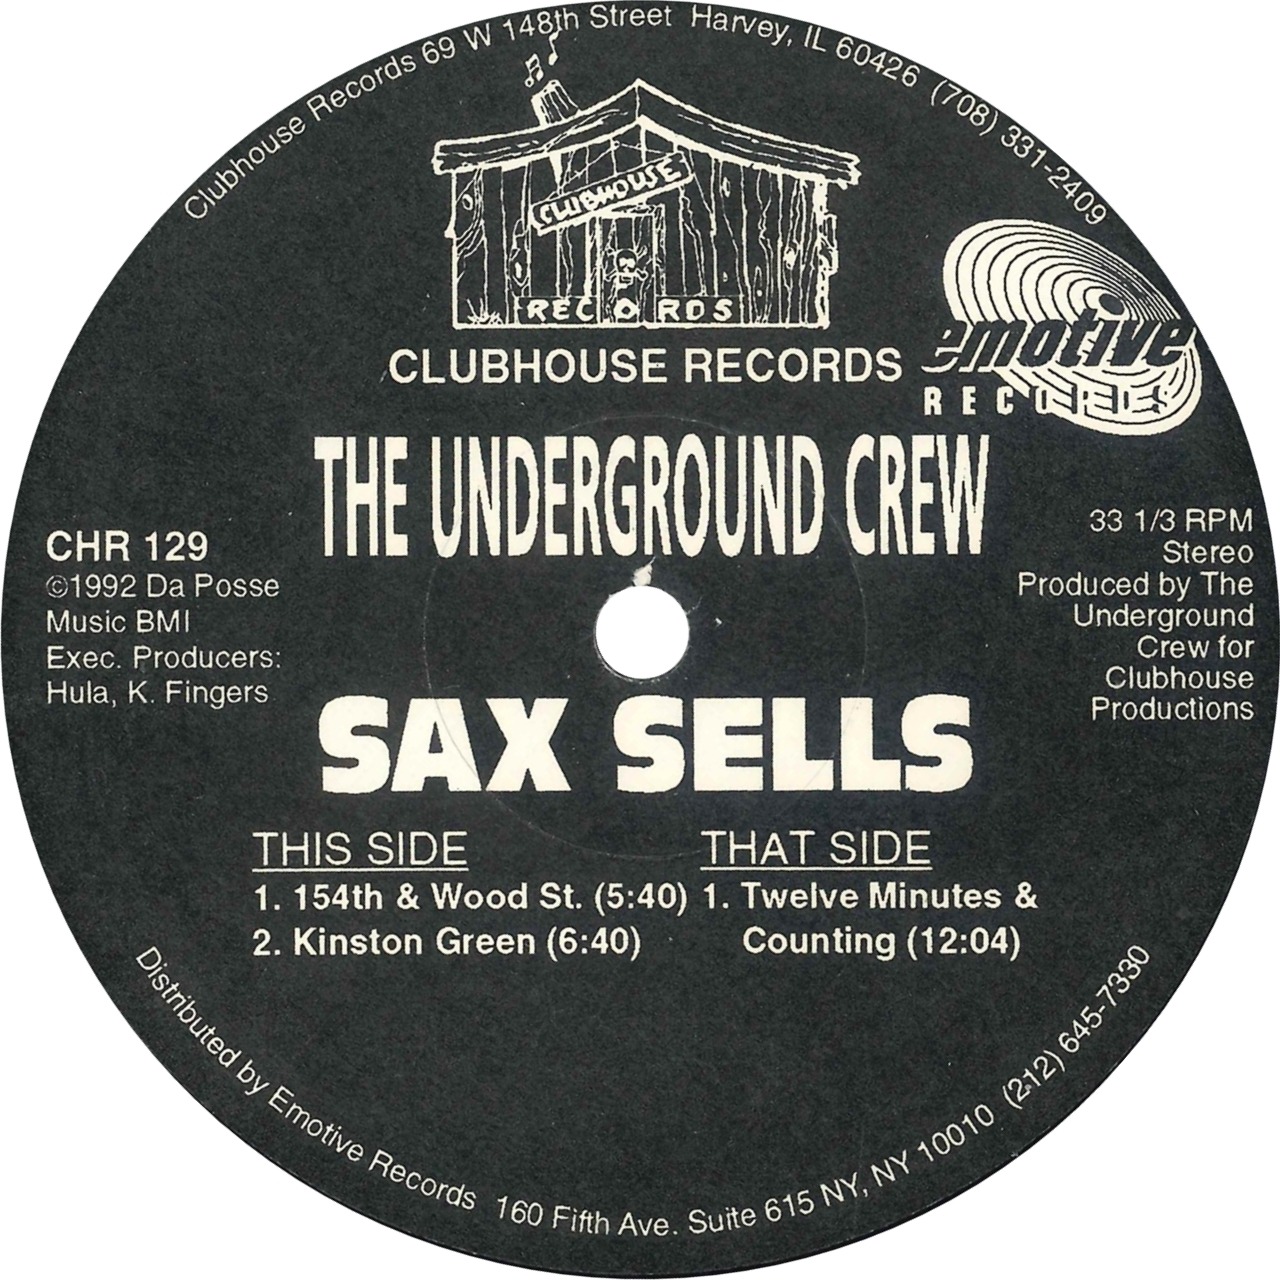 Clubhouse Records 69 W 148th Street Harvey, IL 60426 (708) 331-2409
CLUBHOUSE
RECORDS
CLUBHOUSE RECORDS
emotive
RECORDS
THE UNDERGROUND CREW
CHR 129
©1992 Da Posse
Music BMI
Exec. Producers:
Hula, K. Fingers
33 1/3 RPM
Stereo
Produced by The
Underground
Crew for
Clubhouse
Productions
SAX SELLS
THIS SIDE
1. 154th & Wood St. (5:40)
2. Kinston Green (6:40)
THAT SIDE
1. Twelve Minutes &
Counting (12:04)
Distributed by Emotive Records 160 Fifth Ave. Suite 615 NY, NY 10010 (212) 645-7330